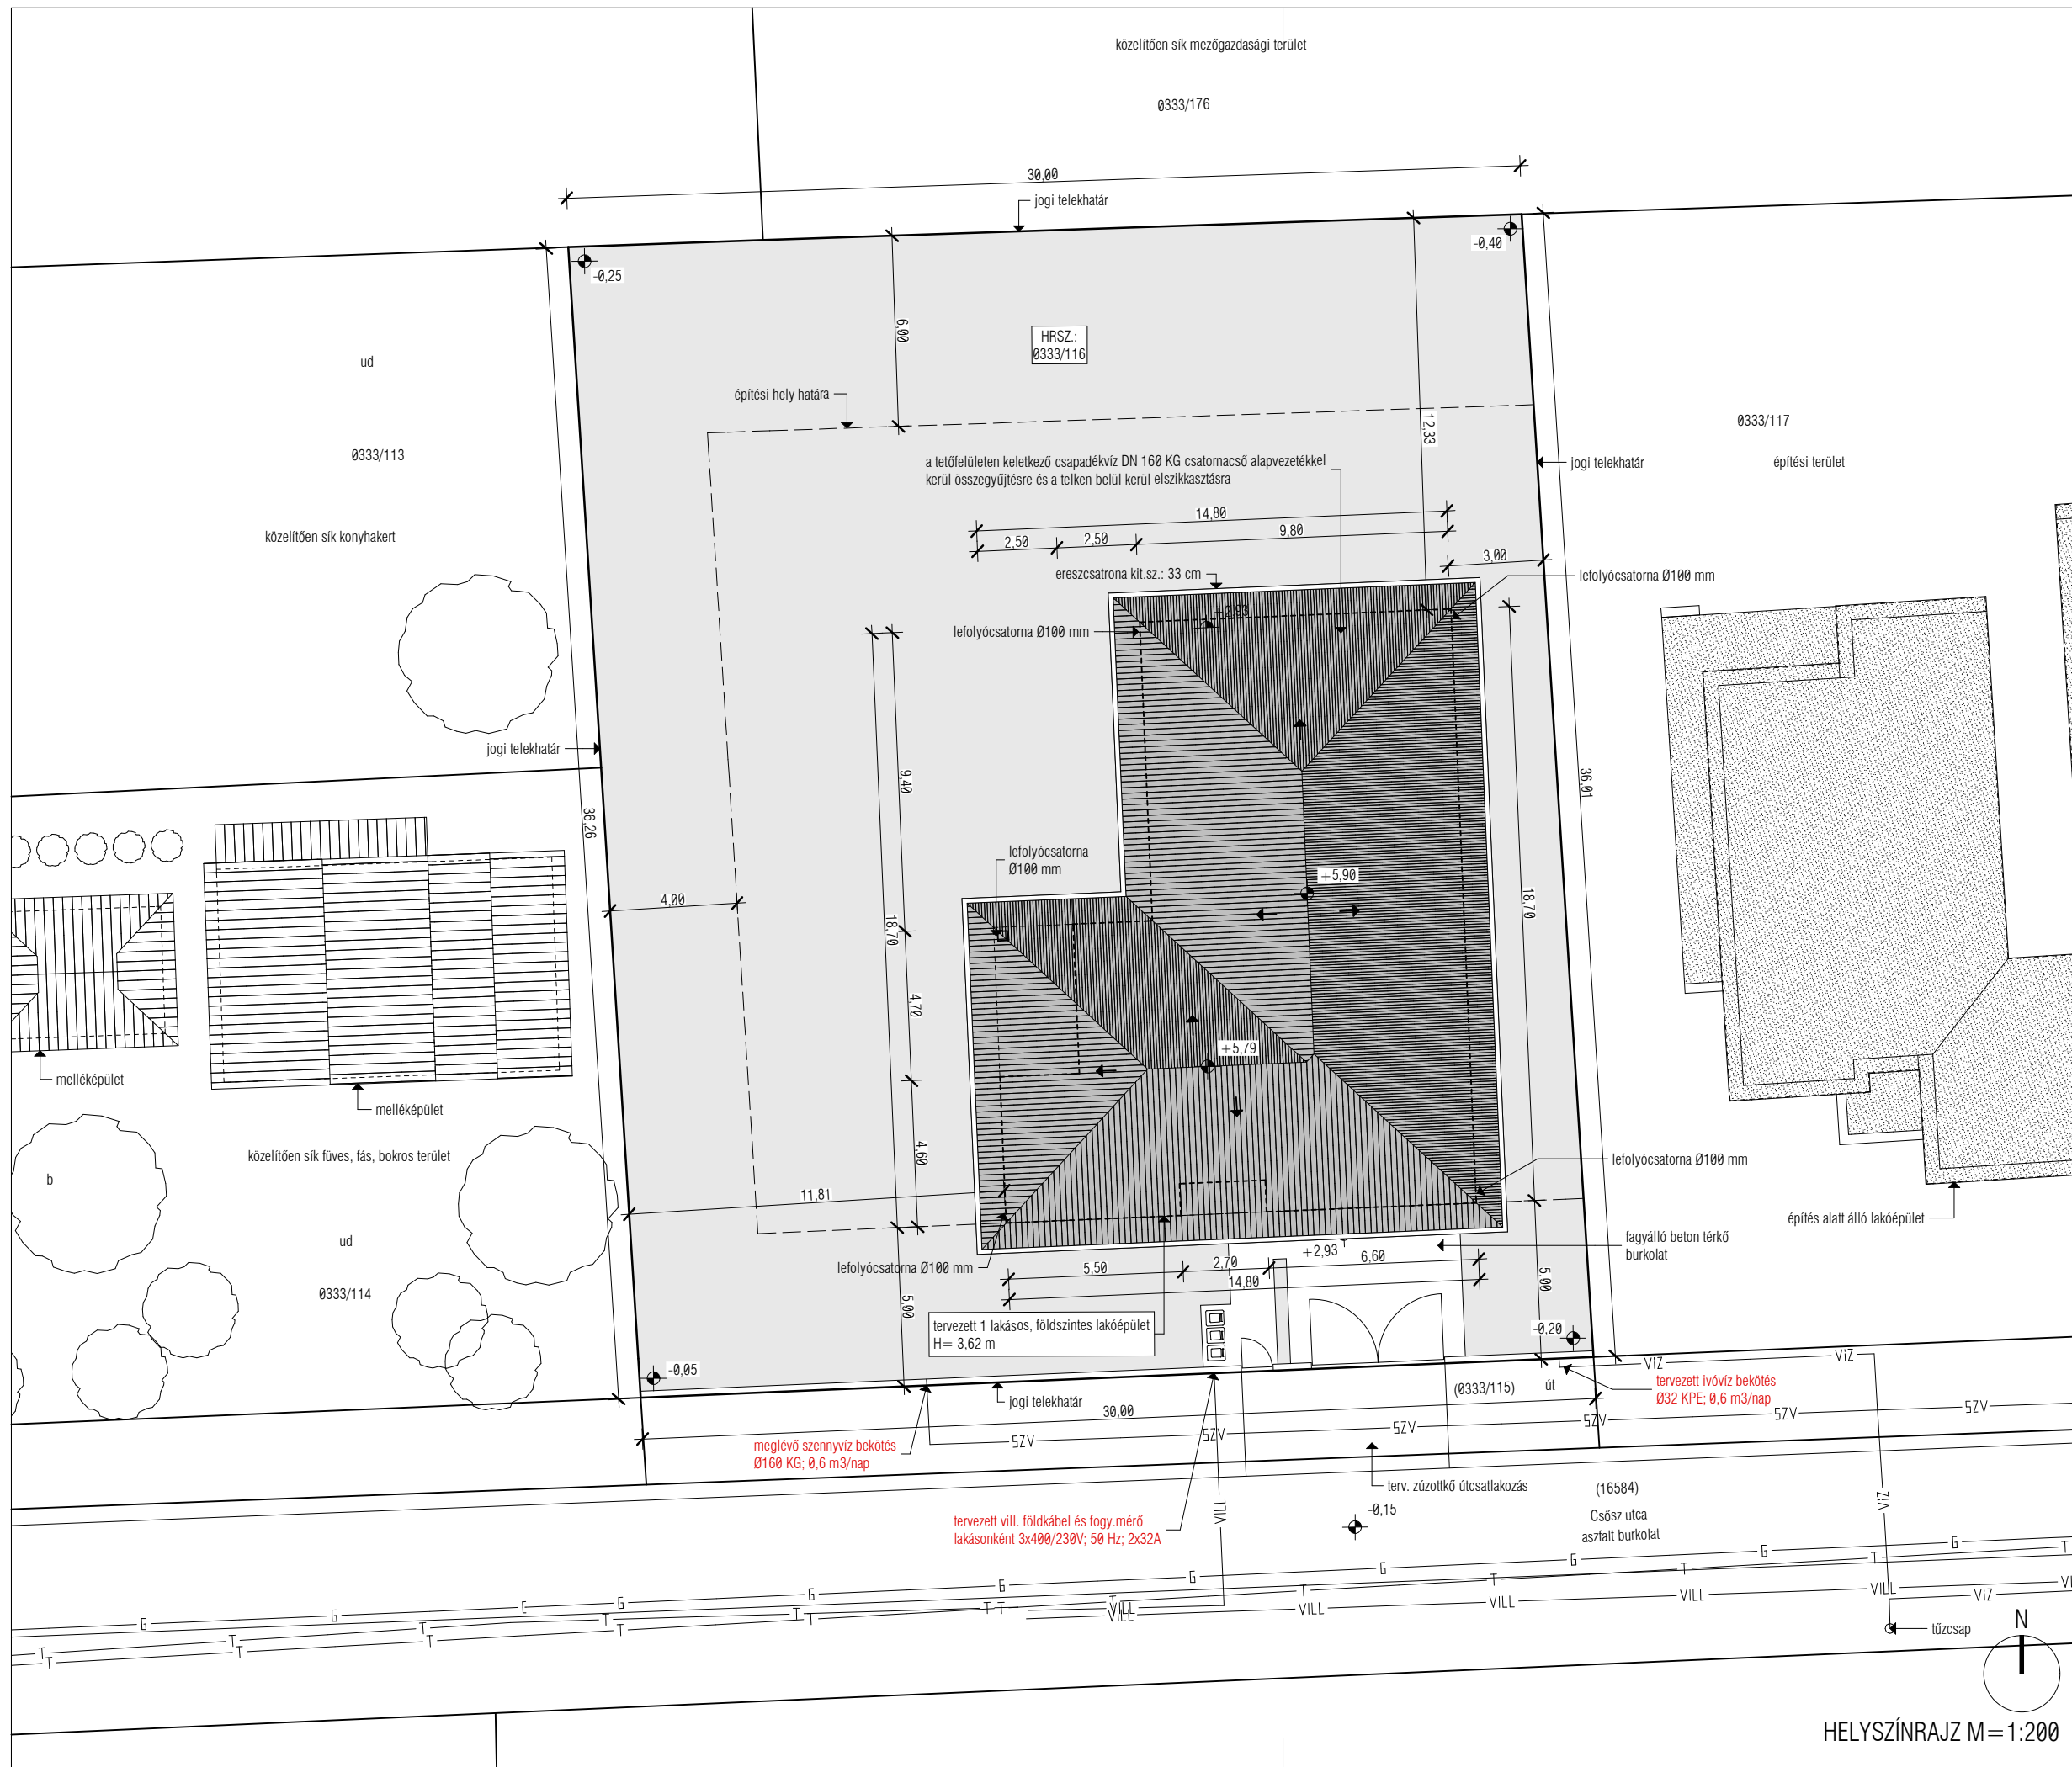 közelítően sík mezőgazdasági terület
0333/176
30,00
jogi telekhatár
-0,40
-0,25
6,00
HRSZ.:
0333/116
ud
építési hely határa
12,33
0333/117
0333/113
a tetőfelületen keletkező csapadékvíz DN 160 KG csatornacső alapvezetékkel
kerül összegyűjtésre és a telken belül kerül elszikkasztásra
jogi telekhatár
építési terület
14,80
közelítően sík konyhakert
2,50
2,50
9,80
3,00
ereszcsatrona kit.sz.: 33 cm
lefolyócsatorna Ø100 mm
+2,93
lefolyócsatorna Ø100 mm
jogi telekhatár
9,40
36,01
36,26
lefolyócsatorna
Ø100 mm
+5,90
4,00
18,70
18,70
4,70
+5,79
melléképület
melléképület
közelítően sík füves, fás, bokros terület
4,60
lefolyócsatorna Ø100 mm
b
11,81
építés alatt álló lakóépület
ud
fagyálló beton térkő
burkolat
+2,93
6,60
2,70
5,50
lefolyócsatorna Ø100 mm
14,80
5,00
0333/114
5,00
tervezett 1 lakásos, földszintes lakóépület
H= 3,62 m
-0,20
-0,05
VíZ
VíZ
tervezett ivóvíz bekötés
Ø32 KPE; 0,6 m3/nap
(0333/115)
út
jogi telekhatár
30,00
SZV
SZV
SZV
SZV
SZV
SZV
meglévő szennyvíz bekötés
Ø160 KG; 0,6 m3/nap
terv. zúzottkő útcsatlakozás
(16584)
VíZ
VILL
-0,15
Csősz utca
aszfalt burkolat
tervezett vill. földkábel és fogy.mérő
lakásonként 3x400/230V; 50 Hz; 2x32A
G G G G G G G G G
T T T T T T T T T T T
T T T T T T
VILL VILL VILL VILL VILL
VíZ
tűzcsap
N
HELYSZÍNRAJZ M=1:200